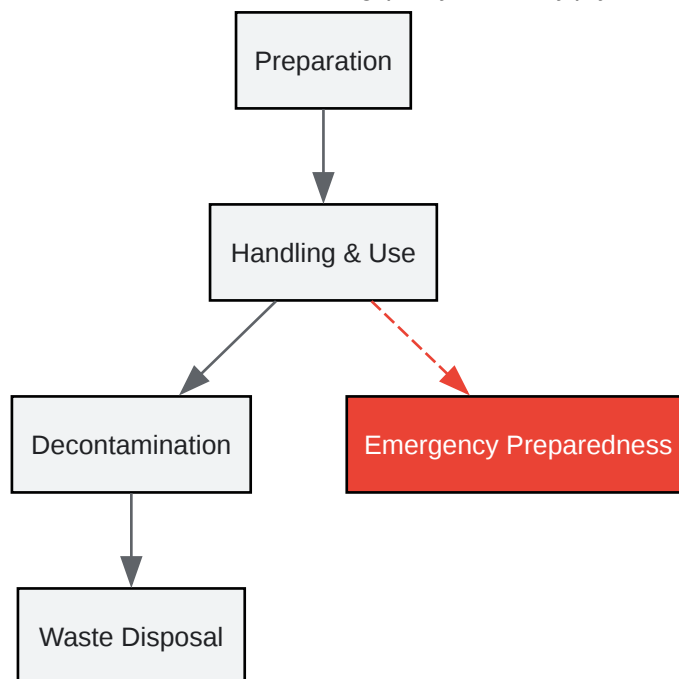 Preparation
Handling & Use
Decontamination
Emergency Preparedness
Waste Disposal